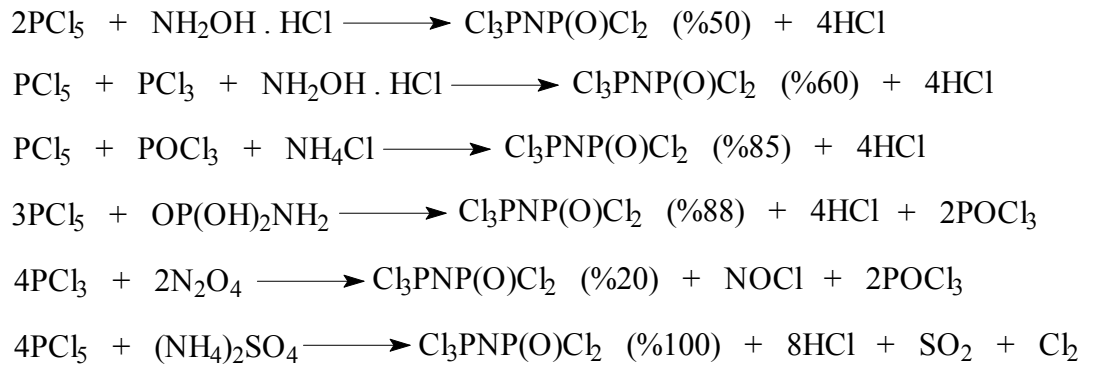 2PCl₅ + NH₂OH . HCl ⟶ Cl₃PNP(O)Cl₂ (%50) + 4HCl
PCl₅ + PCl₃ + NH₂OH . HCl ⟶ Cl₃PNP(O)Cl₂ (%60) + 4HCl
PCl₅ + POCl₃ + NH₄Cl ⟶ Cl₃PNP(O)Cl₂ (%85) + 4HCl
3PCl₅ + OP(OH)₂NH₂ ⟶ Cl₃PNP(O)Cl₂ (%88) + 4HCl + 2POCl₃
4PCl₃ + 2N₂O₄ ⟶ Cl₃PNP(O)Cl₂ (%20) + NOCl + 2POCl₃
4PCl₅ + (NH₄)₂SO₄ ⟶ Cl₃PNP(O)Cl₂ (%100) + 8HCl + SO₂ + Cl₂